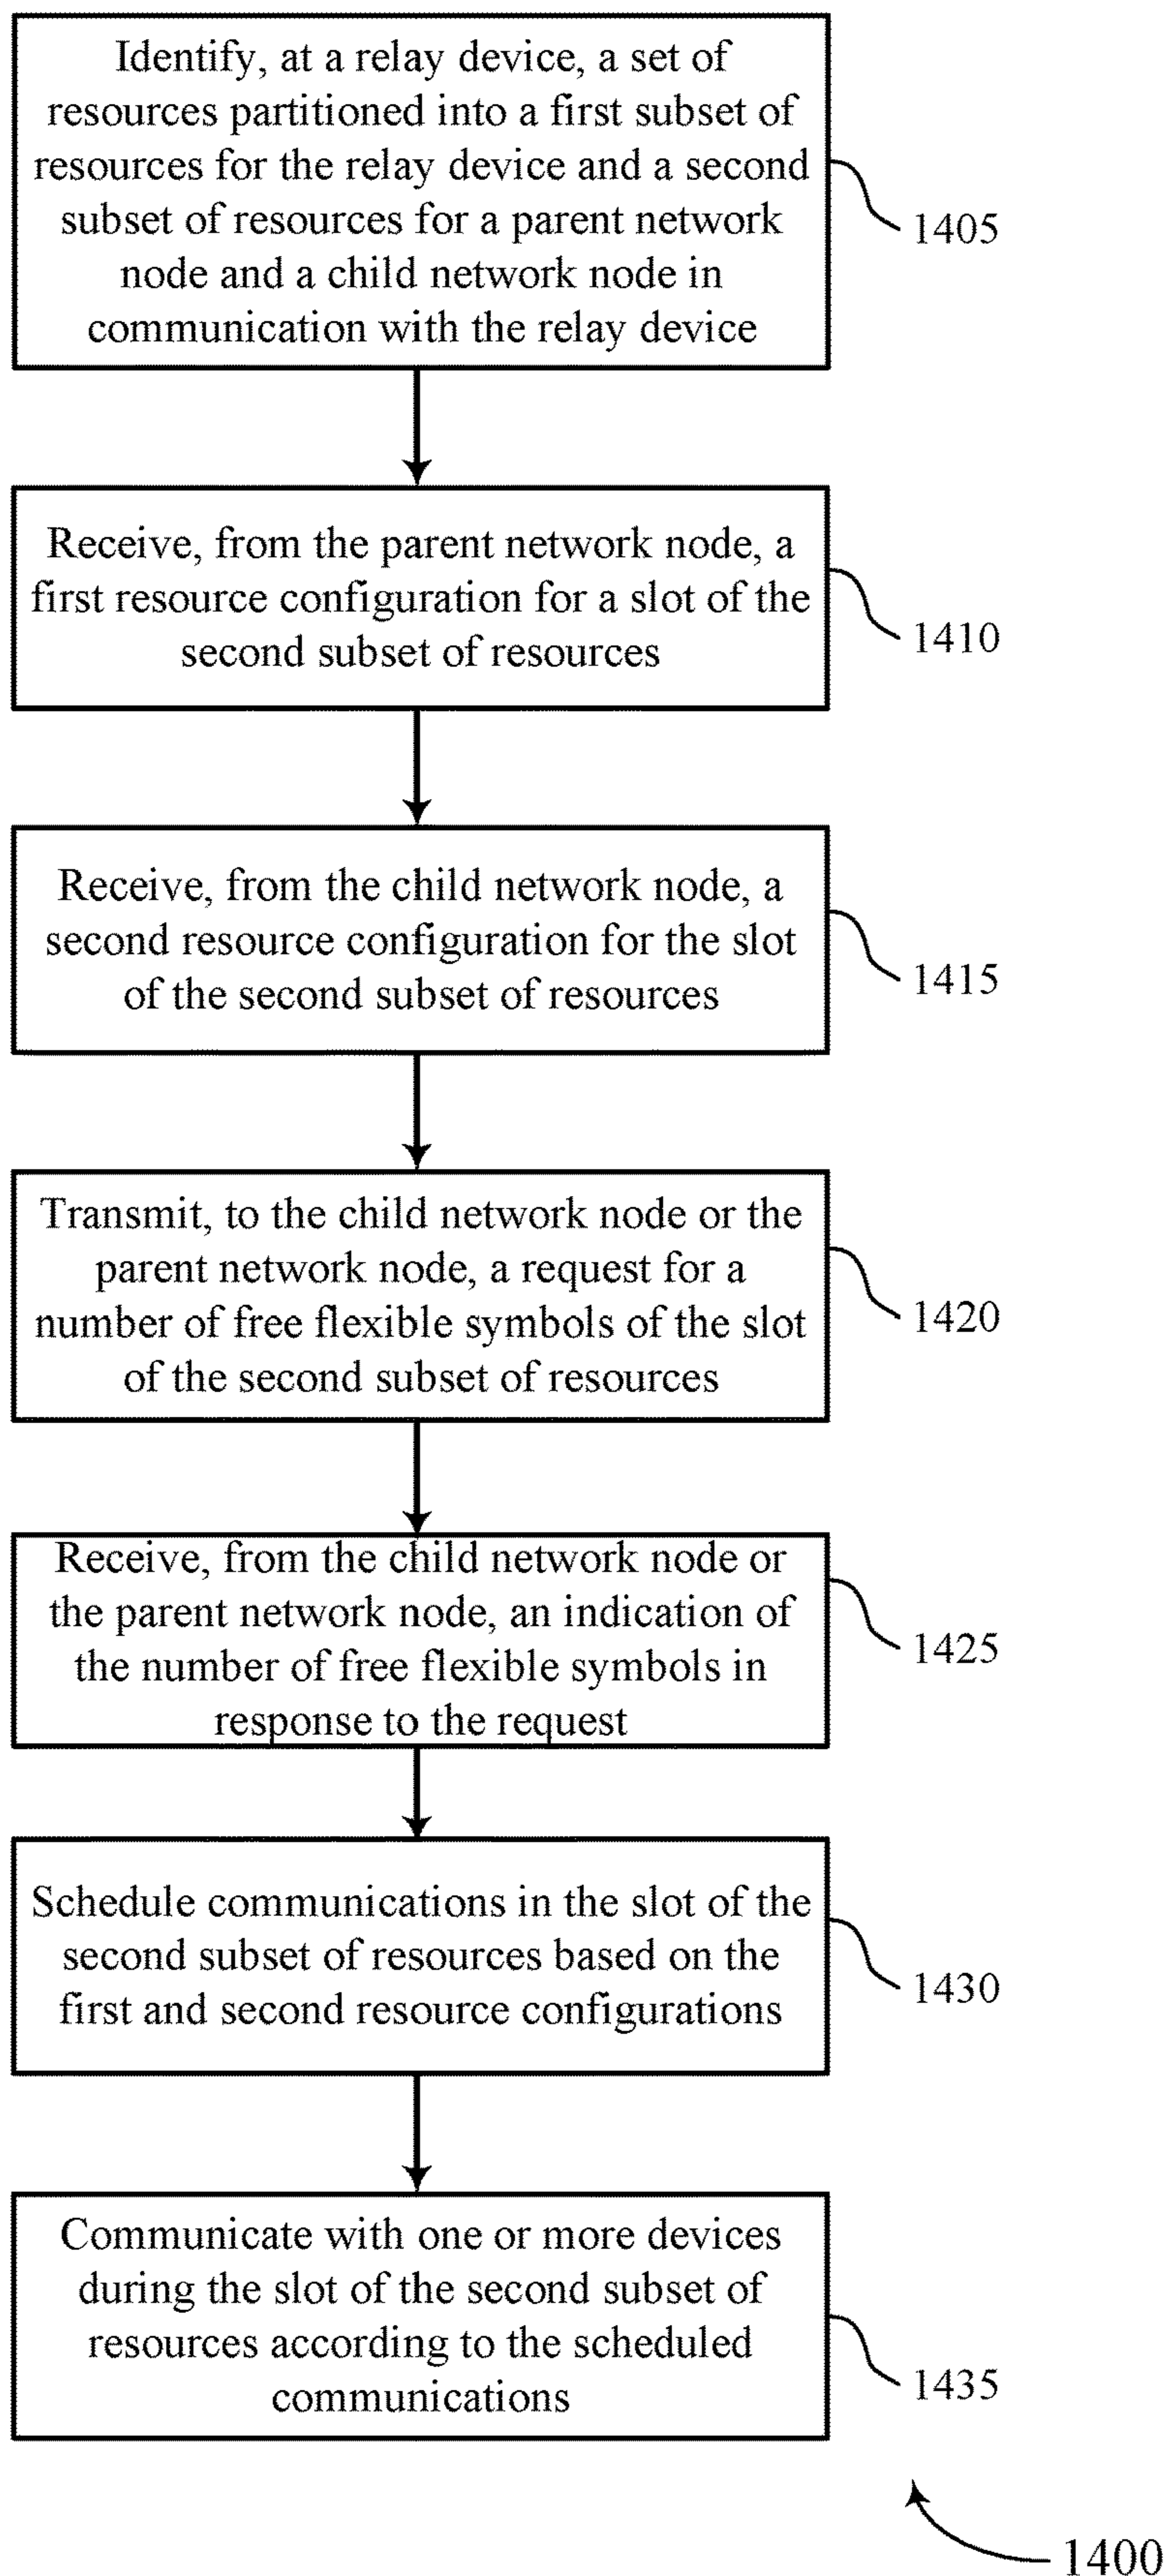 Identify, at a relay device, a set of
resources partitioned into a first subset of
resources for the relay device and a second
subset of resources for a parent network
node and a child network node in
communication with the relay device
1405
Receive, from the parent network node, a
first resource configuration for a slot of the
second subset of resources
1410
Receive, from the child network node, a
second resource configuration for the slot
of the second subset of resources
1415
Transmit, to the child network node or the
parent network node, a request for a
number of free flexible symbols of the slot
of the second subset of resources
1420
Receive, from the child network node or
the parent network node, an indication of
the number of free flexible symbols in
response to the request
1425
Schedule communications in the slot of the
second subset of resources based on the
first and second resource configurations
1430
Communicate with one or more devices
during the slot of the second subset of
resources according to the scheduled
communications
1435
1400